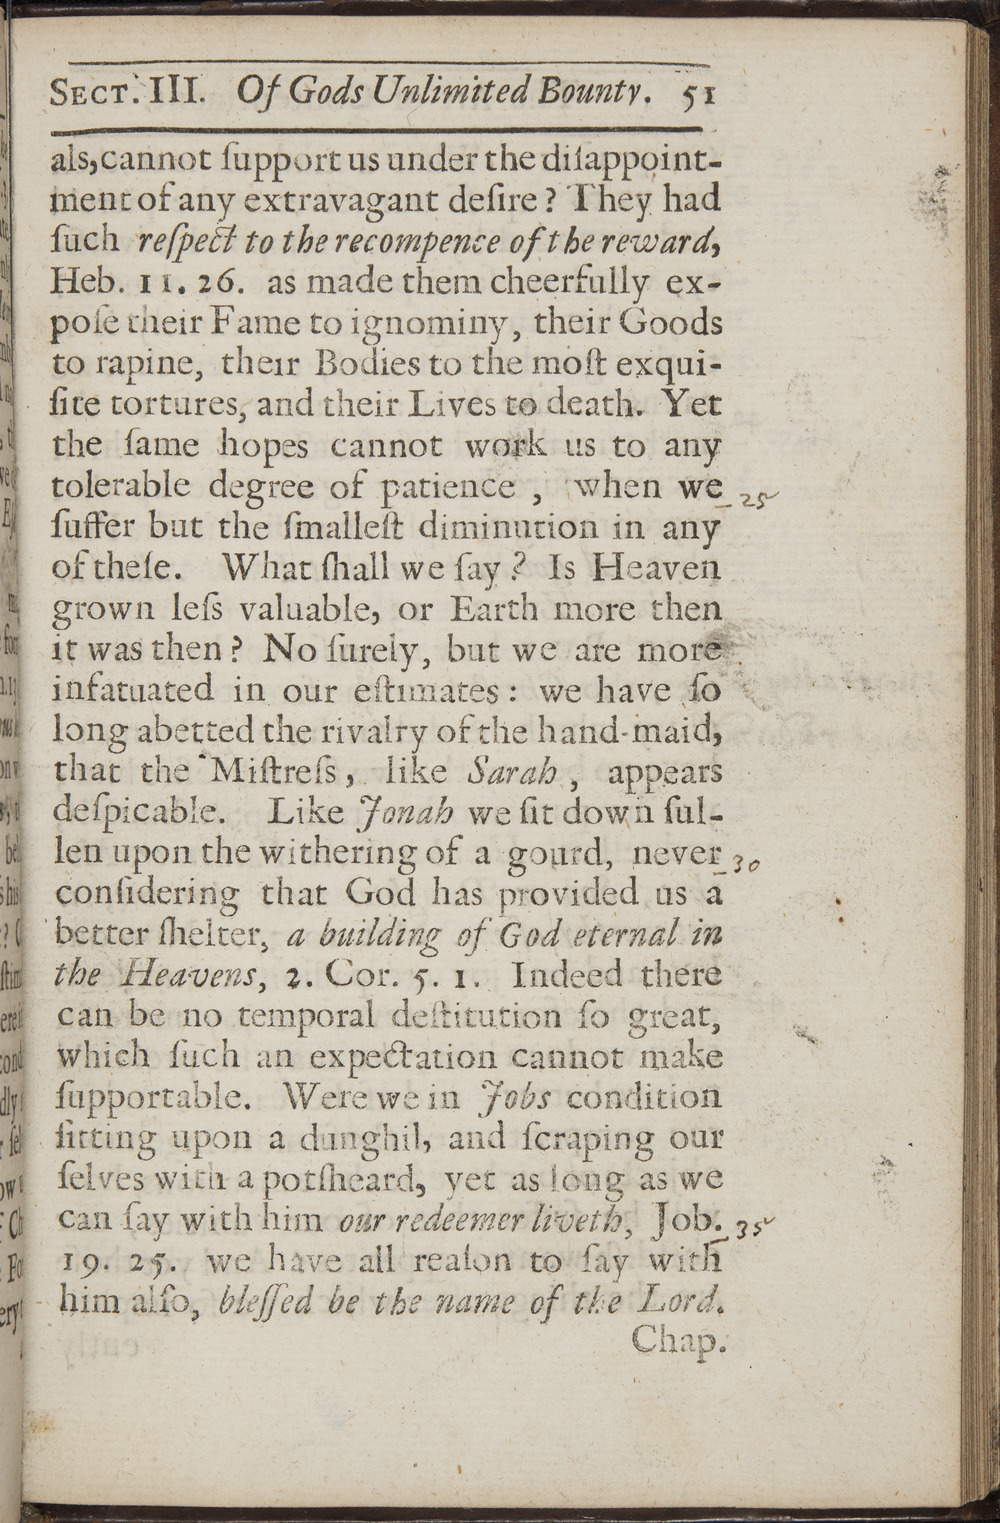 SECT. III. Of Gods Unlimited Bounty. 51
als, cannot ſupport us under the diſappoint-
ment of any extravagant deſire? They had
ſuch reſpect to the recompence of the reward,
Heb. 11. 26. as made them cheerfully ex-
poſe their Fame to ignominy, their Goods
to rapine, their Bodies to the moſt exqui-
ſite tortures, and their Lives to death. Yet
the ſame hopes cannot work us to any
tolerable degree of patience, when we 25
ſuffer but the ſmalleſt diminution in any
of theſe. What ſhall we ſay? Is Heaven
grown leſs valuable, or Earth more then
it was then? No ſurely, but we are more
infatuated in our eſtimates: we have ſo
long abetted the rivalry of the hand-maid,
that the Miſtreſs, like Sarah, appears
deſpicable. Like Jonah we ſit down ſul-
len upon the withering of a gourd, never 30
conſidering that God has provided us a
better ſhelter, a building of God eternal in
the Heavens, 2. Cor. 5. 1. Indeed there
can be no temporal deſtitution ſo great,
which ſuch an expectation cannot make
ſupportable. Were we in Jobs condition
ſitting upon a dunghil, and ſcraping our
ſelves with a potſheard, yet as long as we
can ſay with him our redeemer liveth, Job. 35
19. 25. we have all reaſon to ſay with
him alſo, bleſſed be the name of the Lord.
Chap.